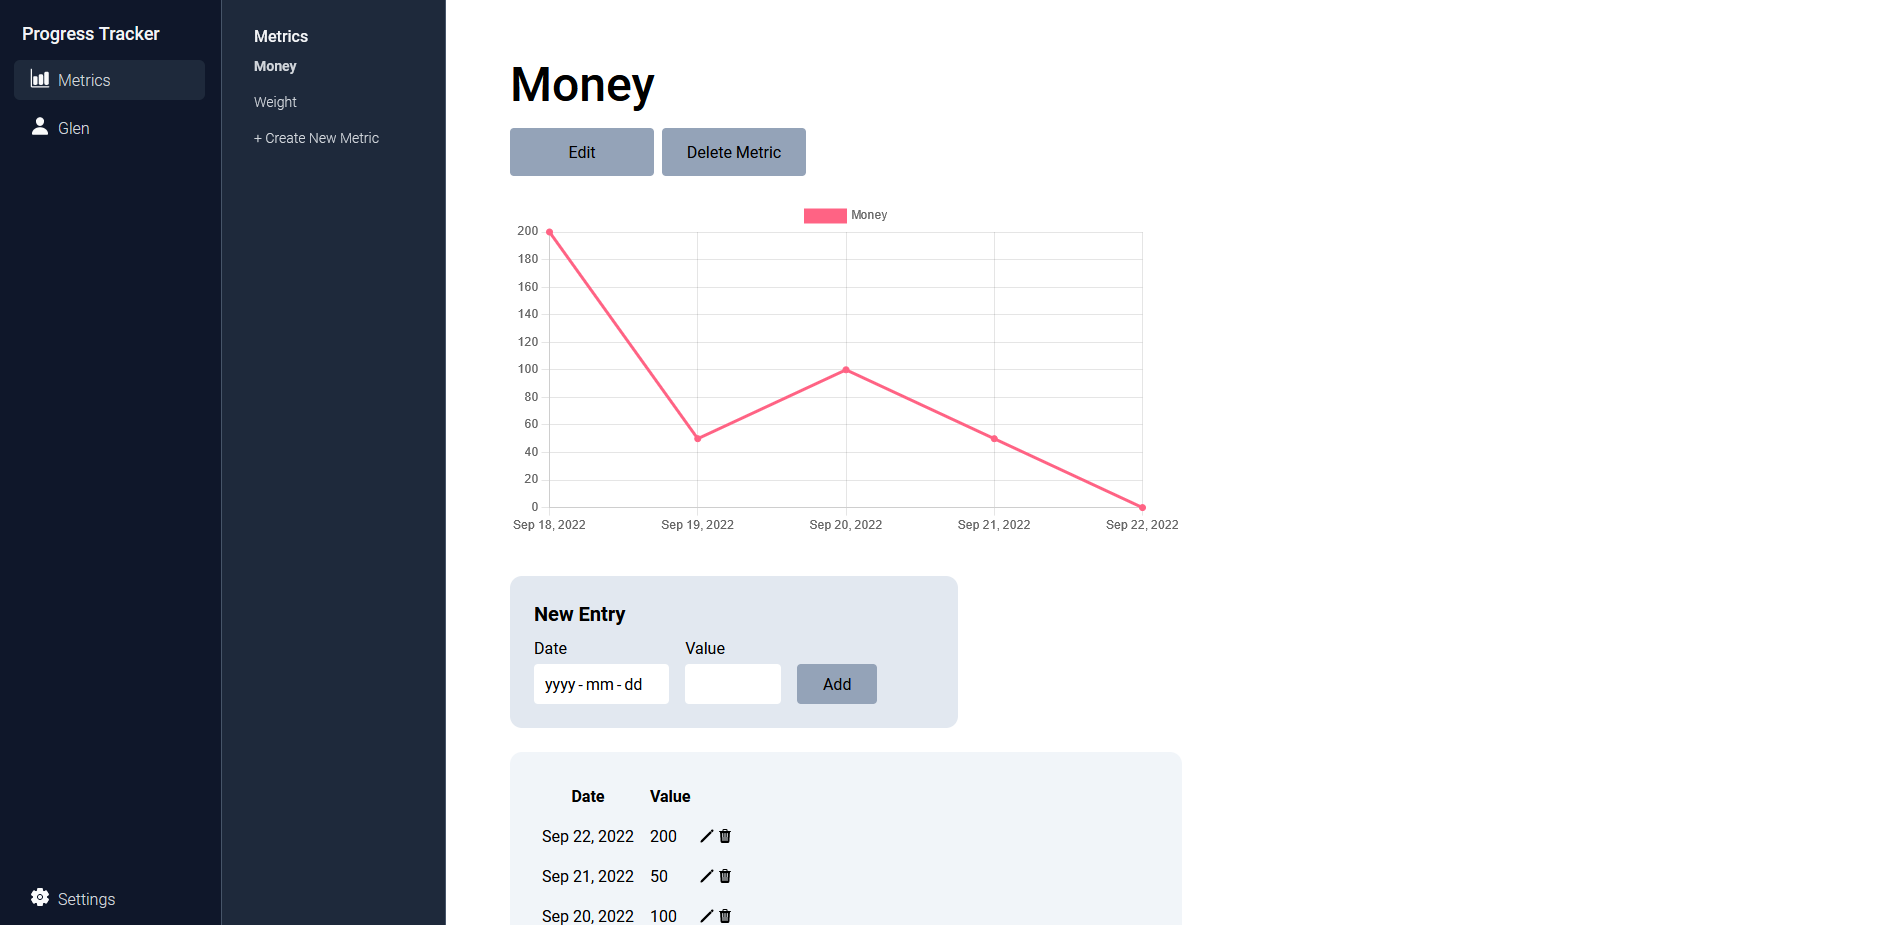 Progress Tracker
Metrics
Glen
Settings
Metrics
Money
Weight
+ Create New Metric
Money
Edit
Delete Metric
Money
200
180
160
140
120
100
80
60
40
20
0
Sep 18, 2022
Sep 19, 2022
Sep 20, 2022
Sep 21, 2022
Sep 22, 2022
New Entry
Date
Value
yyyy-mm-dd
Add
Date Value
Sep 22, 2022 200
Sep 21, 2022 50
Sep 20, 2022 100